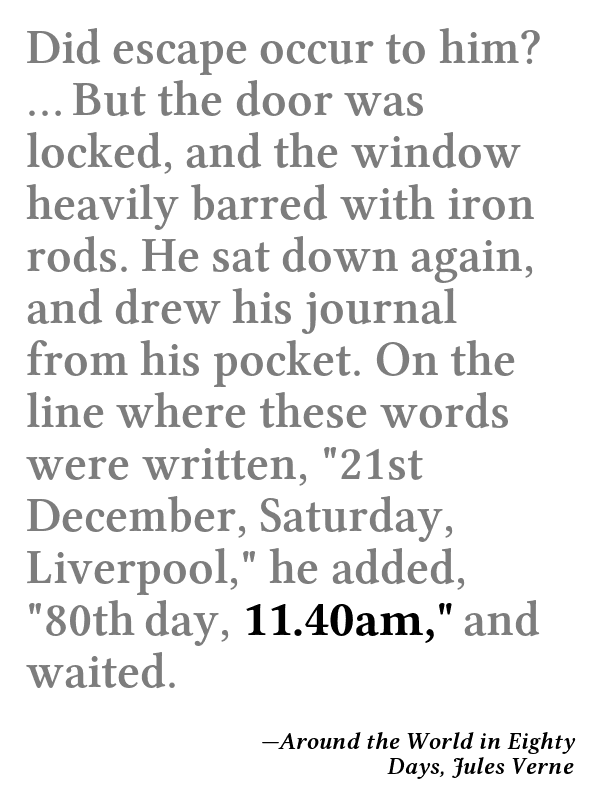 Did escape occur to him?
... But the door was
locked, and the window
heavily barred with iron
rods. He sat down again,
and drew his journal
from his pocket. On the
line where these words
were written, "21st
December, Saturday,
Liverpool," he added,
"80th day, 11.40am," and
waited.
—Around the World in Eighty
Days, Jules Verne